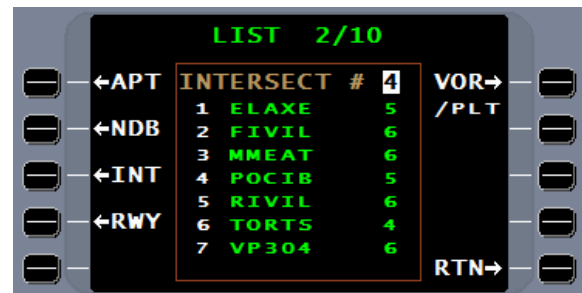 LIST 2/10
←APT INTERSECT # 4 VOR→
1 ELAXE 5 /PLT
←NDB 2 FIVIL 6
3 MMEAT 6
←INT 4 POCIB 5
5 RIVIL 6
←RWY 6 TORTS 4
7 VP304 6
RTN→